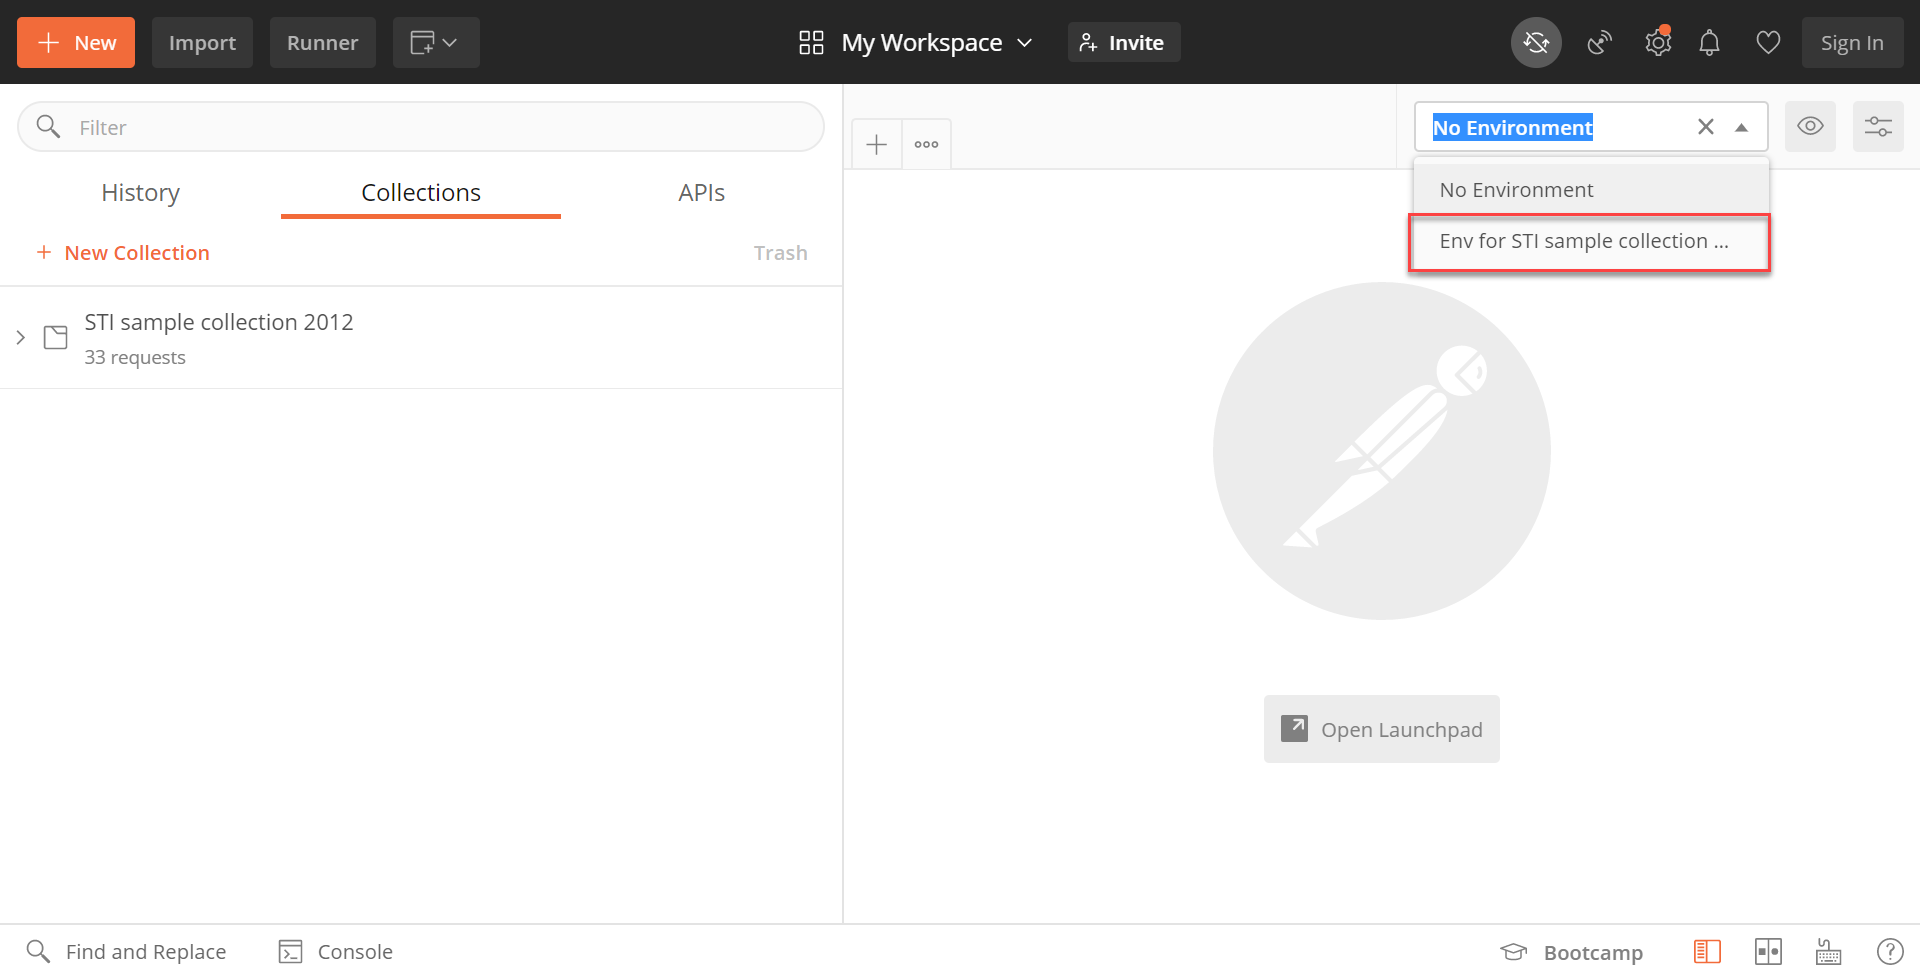 New
Import
Runner
My Workspace
Invite
Sign In
Filter
No Environment
History
Collections
APIs
No Environment
Env for STI sample collection ...
New Collection
Trash
STI sample collection 2012
33 requests
Open Launchpad
Find and Replace
Console
Bootcamp